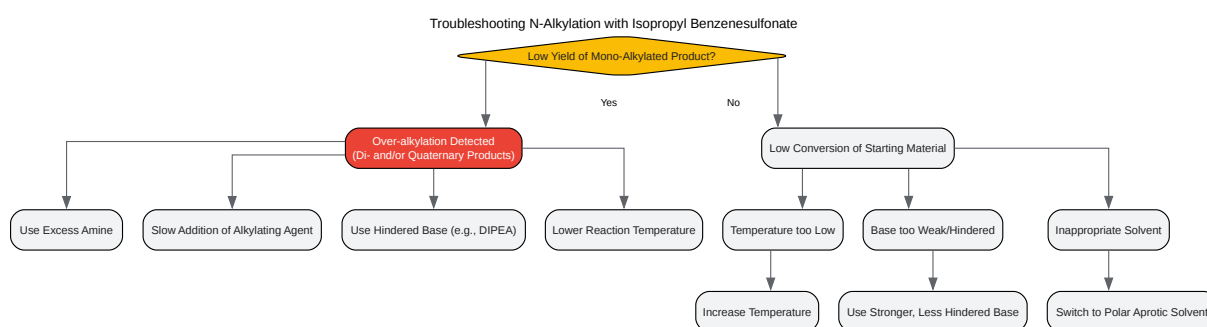 Troubleshooting N-Alkylation with Isopropyl Benzenesulfonate
Low Yield of Mono-Alkylated Product?
Yes
No
Over-alkylation Detected
(Di- and/or Quaternary Products)
Low Conversion of Starting Material
Use Excess Amine
Slow Addition of Alkylating Agent
Use Hindered Base (e.g., DIPEA)
Lower Reaction Temperature
Temperature too Low
Base too Weak/Hindered
Inappropriate Solvent
Increase Temperature
Use Stronger, Less Hindered Base
Switch to Polar Aprotic Solvent